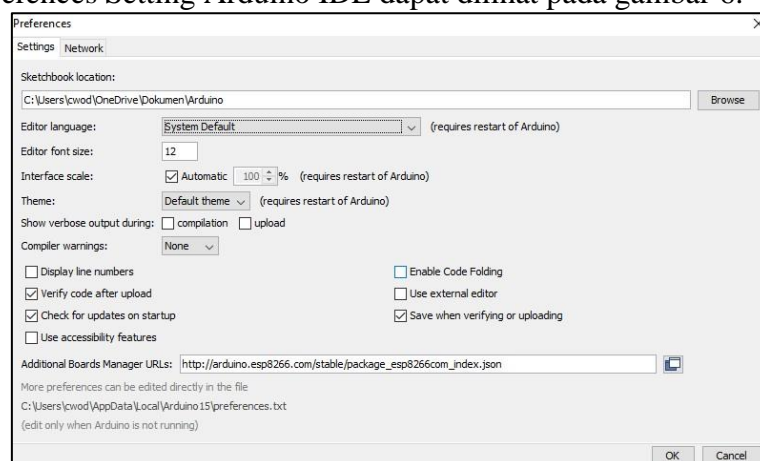 erences Setting Arduino IDE dapat dilihat pada gambar 6.
Preferences
Settings Network
Sketchbook location:
C:\Users\cwod\OneDrive\Dokumen\Arduino Browse
Editor language: System Default (requires restart of Arduino)
Editor font size: 12
Interface scale: Automatic 100 % (requires restart of Arduino)
Theme: Default theme (requires restart of Arduino)
Show verbose output during: compilation upload
Compiler warnings: None
Display line numbers Enable Code Folding
Verify code after upload Use external editor
Check for updates on startup Save when verifying or uploading
Use accessibility features
Additional Boards Manager URLs: http://arduino.esp8266.com/stable/package_esp8266com_index.json
More preferences can be edited directly in the file
C:\Users\cwod\AppData\Local\Arduino15\preferences.txt
(edit only when Arduino is not running)
OK Cancel